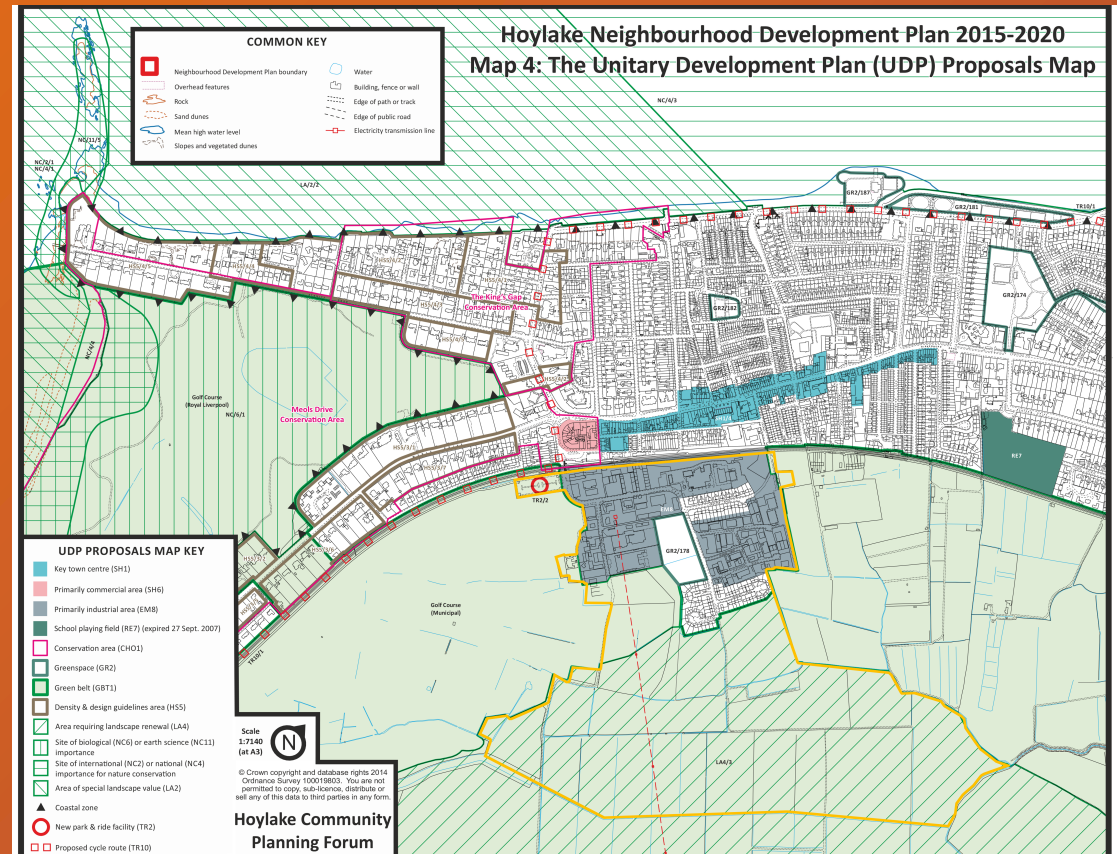 Hoylake Neighbourhood Development Plan 2015-2020
Map 4: The Unitary Development Plan (UDP) Proposals Map
COMMON KEY
Neighbourhood Development Plan boundary
Overhead features
Rock
Sand dunes
Mean high water level
Slopes and vegetated dunes
Water
Building, fence or wall
Edge of path or track
Edge of public road
Electricity transmission line
NC/4/3
NC/11/5
NC/2/1
NC/4/1
LA/2/2
GR2/187
GR2/181
TR10/1
GR2/174
The King's Gap
Conservation Area
GR2/182
NC/4/4
Golf Course
(Royal Liverpool)
NC/6/1
Meols Drive
Conservation Area
HS5/3/1
RE7
TR2/2
EM8
GR2/178
HS5/3/6
Golf Course
(Municipal)
TR10/1
LA4/3
UDP PROPOSALS MAP KEY
Key town centre (SH1)
Primarily commercial area (SH6)
Primarily industrial area (EM8)
School playing field (RE7) (expired 27 Sept. 2007)
Conservation area (CHO1)
Greenspace (GR2)
Green belt (GBT1)
Density & design guidelines area (HS5)
Area requiring landscape renewal (LA4)
Site of biological (NC6) or earth science (NC11)
importance
Site of international (NC2) or national (NC4)
importance for nature conservation
Area of special landscape value (LA2)
Coastal zone
New park & ride facility (TR2)
Proposed cycle route (TR10)
Scale
1:7140
(at A3)
N
© Crown copyright and database rights 2014
Ordnance Survey 100019803. You are not
permitted to copy, sub-licence, distribute or
sell any of this data to third parties in any form.
Hoylake Community
Planning Forum